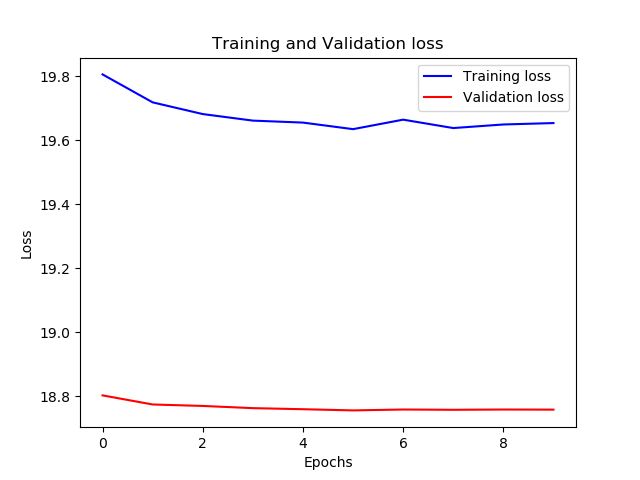 Training and Validation loss
Training loss
Validation loss
19.8
19.6
19.4
19.2
19.0
18.8
Loss
0 2 4 6 8
Epochs